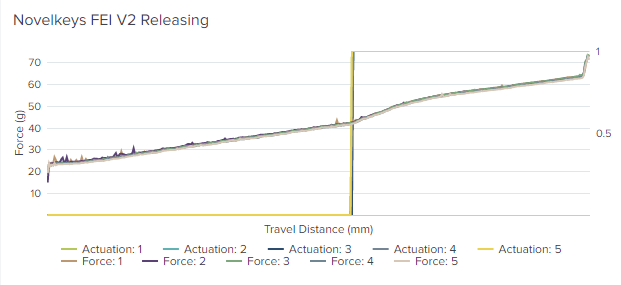 Novelkeys FEI V2 Releasing
70
60
50
40
30
20
10
Force (g)
1
0.5
Travel Distance (mm)
Actuation: 1 Actuation: 2 Actuation: 3 Actuation: 4 Actuation: 5
Force: 1 Force: 2 Force: 3 Force: 4 Force: 5